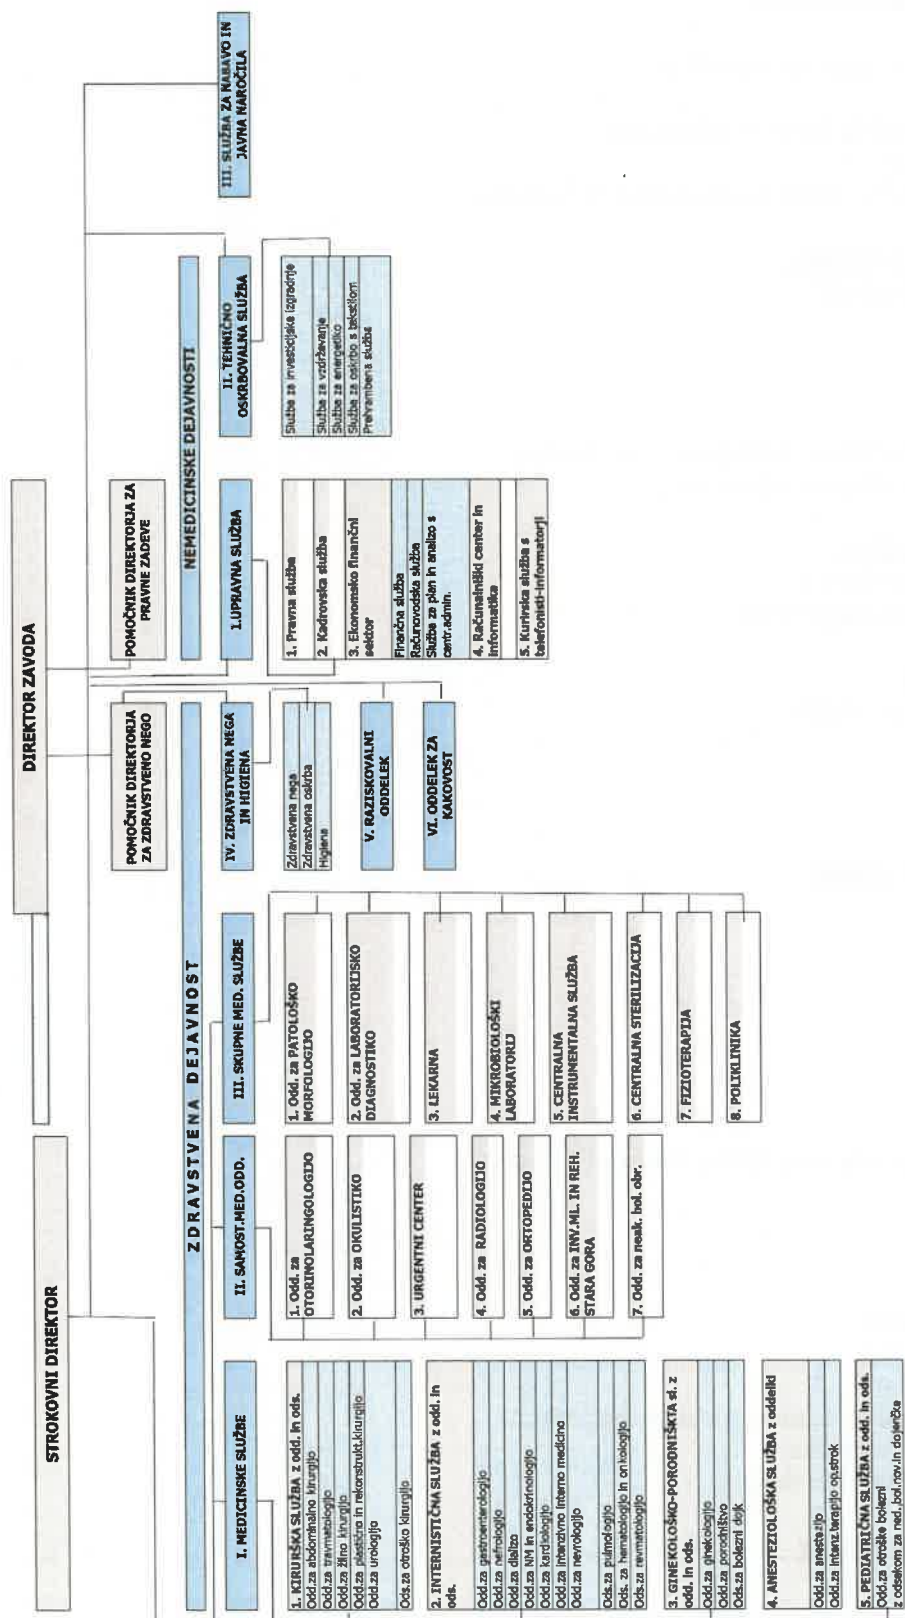 STROKOVNI DIREKTOR
DIREKTOR ZAVODA
POMOČNIK DIREKTORJA
ZA ZDRAVSTVENO NEGO
POMOČNIK DIREKTORJA ZA
PRAVNE ZADEVE
ZDRAVSTVENA DEJAVNOST
NEMEDICINSKE DEJAVNOSTI
I. MEDICINSKE SLUŽBE
II. SAMOST.MED.ODD.
III. SKUPNE MED. SLUŽBE
IV. ZDRAVSTVENA NEGA
IN HIGIENA
I.UPRAVNA SLUŽBA
II. TEHNIČNO
OSKRBOVALNA SLUŽBA
III. SLUŽBA ZA NABAVO IN
JAVNA NAROČILA
1. KIRURŠKA SLUŽBA z odd. in ods.
Odd.za abdominalno kirurgijo
Odd.za travmatologijo
Odd.za žilno kirurgijo
Odd.za plastično in rekonstrukt.kirurgijo
Odd.za urologijo
Ods.za otroško kirurgijo
2. INTERNISTIČNA SLUŽBA z odd. in
ods.
Odd.za gastroenterologijo
Odd.za nefrologijo
Odd.za dializo
Odd.za NM in endokrinologijo
Odd.za kardiologijo
Odd.za intenzivno interno medicino
Odd.za nevrologijo
Ods.za pulmologijo
Ods. za hematologijo in onkologijo
Ods.za revmatologijo
3. GINEKOLOŠKO-PORODNIŠKTA sl. z
odd. in ods.
Odd.za ginekologijo
Odd.za porodništvo
Ods.za bolezni dojk
4. ANESTEZIOLOŠKA SLUŽBA z oddelki
Odd.za anestezijo
Odd.za intenz.terapijo op.strok
5. PEDIATRIČNA SLUŽBA z odd. in ods.
Odd.za otroške bolezni
z odsekom za ned.,bol.nov.in dojenčke
1. Odd. za
OTORINOLARINGOLOGIJO
2. Odd. za OKULISTIKO
3. URGENTNI CENTER
4. Odd. za RADIOLOGIJO
5. Odd. za ORTOPEDIJO
6. Odd. za INV.ML. IN REH.
STARA GORA
7. Odd. za neak. bol. obr.
1. Odd. za PATOLOŠKO
MORFOLOGIJO
2. Odd. za LABORATORIJSKO
DIAGNOSTIKO
3. LEKARNA
4. MIKROBIOLOŠKI
LABORATORIJ
5. CENTRALNA
INSTRUMENTALNA SLUŽBA
6. CENTRALNA STERILIZACIJA
7. FIZIOTERAPIJA
8. POLIKLINIKA
Zdravstvena nega
Zdravstvena oskrba
Higiena
V. RAZISKOVALNI
ODDELEK
VI. ODDELEK ZA
KAKOVOST
1. Pravna služba
2. Kadrovska služba
3. Ekonomsko finančni
sektor
Finančna služba
Računovodska služba
Služba za plan in analizo s
centr.admin.
4. Računalniški center in
informatika
5. Kurirska služba s
telefonisti-informatorji
Služba za investicijske izgradnje
Služba za vzdrževanje
Služba za energetiko
Služba za oskrbo s tekstilom
Prehrambena služba